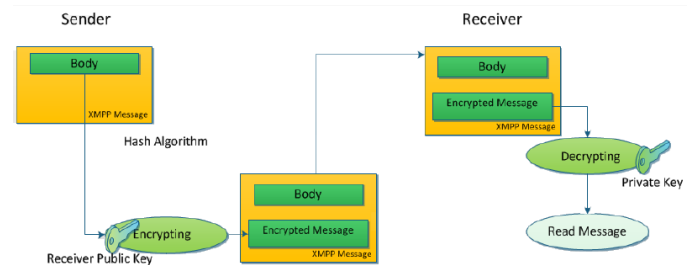 Sender
Body
XMPP Message
Hash Algorithm
Encrypting
Receiver Public Key
Body
Encrypted Message
XMPP Message
Receiver
Body
Encrypted Message
XMPP Message
Decrypting
Private Key
Read Message